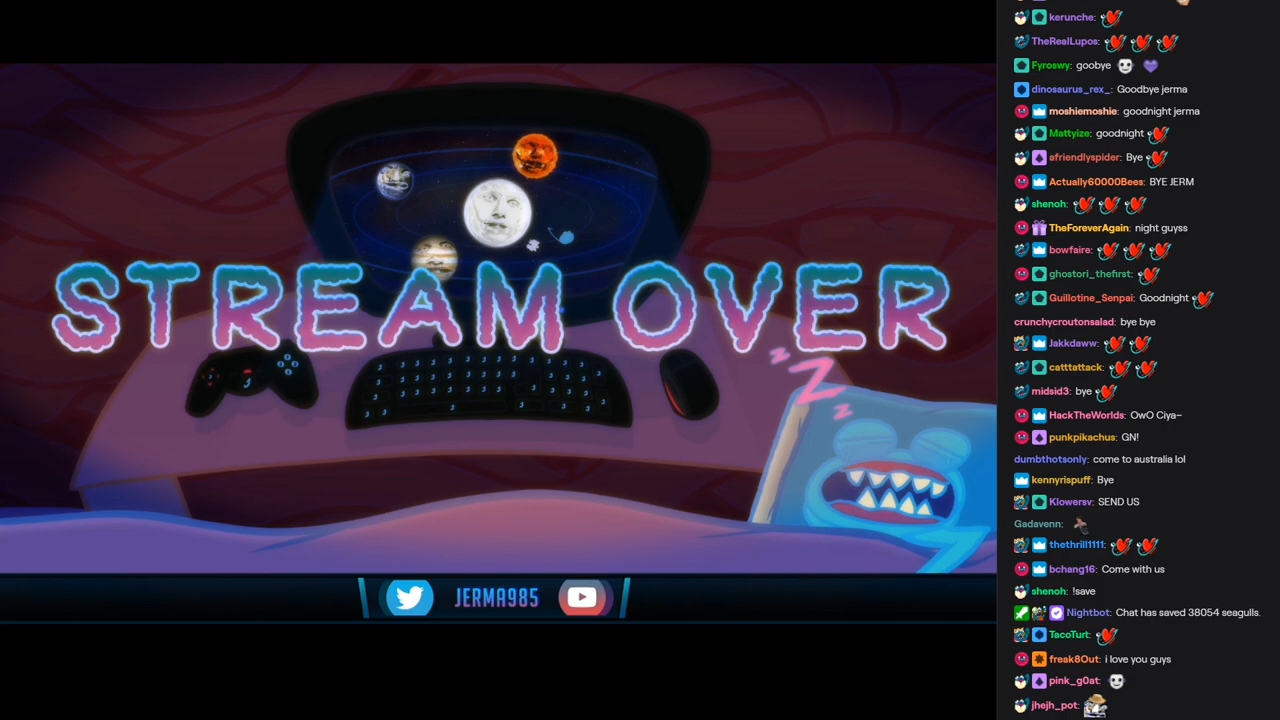 STREAM OVER
z
Z
z
JERMA985
kerunche:
TheRealLupos:
Fyroswy: goobye
dinosaurus_rex_: Goodbye jerma
moshiemoshie: goodnight jerma
Mattyize: goodnight
afriendlyspider: Bye
Actually60000Bees: BYE JERM
shenoh:
TheForeverAgain: night guyss
bowfaire:
ghostori_thefirst:
Guillotine_Senpai: Goodnight
crunchycroutonsalad: bye bye
Jakkdaww:
catttattack:
midsid3: bye
HackTheWorlds: OwO Ciya~
punkpikachus: GN!
dumbthotsonly: come to australia lol
kennyrispuff: Bye
Klowersv: SEND US
Gadavenn:
thethrill1111:
bchang16: Come with us
shenoh: !save
Nightbot: Chat has saved 38054 seagulls.
TacoTurt:
freak8Out: i love you guys
pink_g0at:
jhejh_pot: